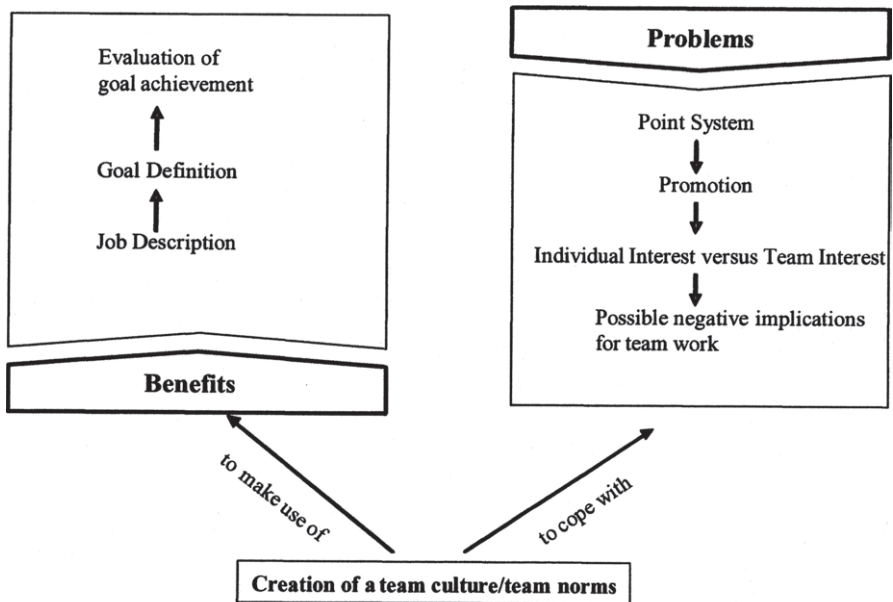 Evaluation of
goal achievement
Goal Definition
Job Description
Benefits
Problems
Point System
Promotion
Individual Interest versus Team Interest
Possible negative implications
for team work
to make use of
to cope with
Creation of a team culture/team norms